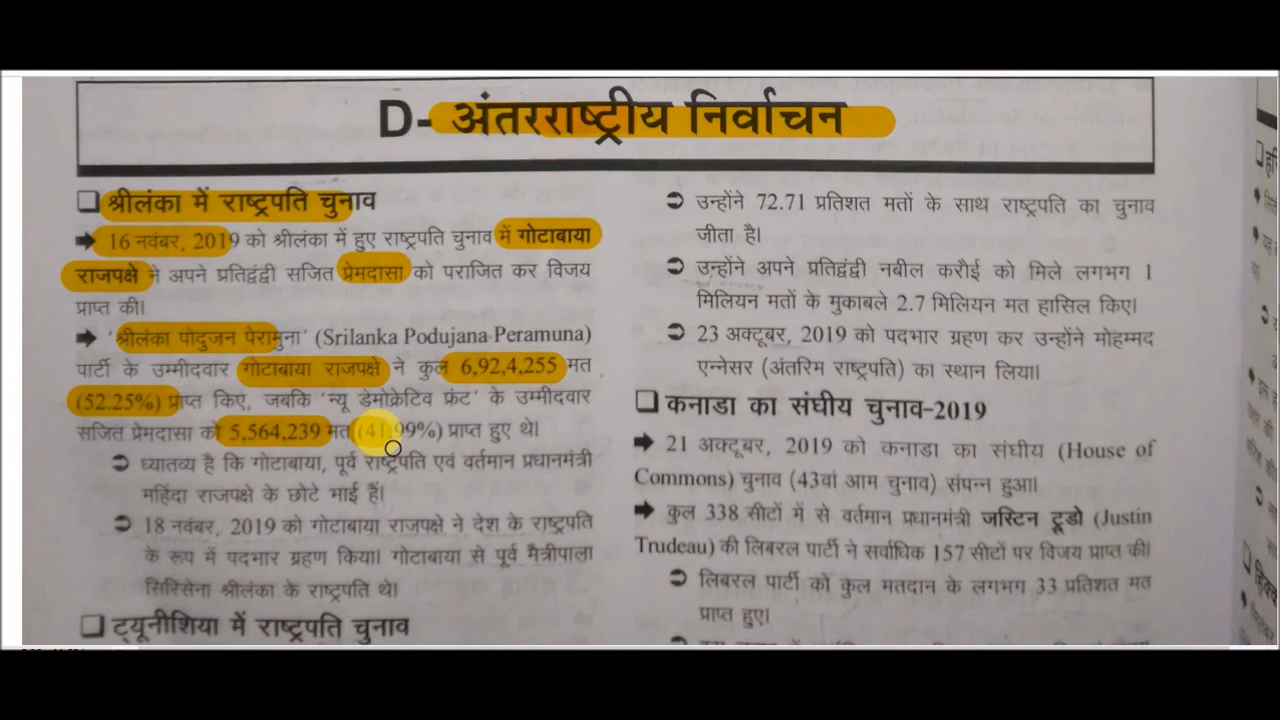 D- अंतरराष्ट्रीय निर्वाचन
❑ श्रीलंका में राष्ट्रपति चुनाव
➡ 16 नवंबर, 2019 को श्रीलंका में हुए राष्ट्रपति चुनाव में गोटाबाया
राजपक्षे ने अपने प्रतिद्वंद्वी सजित प्रेमदासा को पराजित कर विजय
प्राप्त की।
➡ 'श्रीलंका पोदुजन पेरामुना' (Srilanka Podujana Peramuna)
पार्टी के उम्मीदवार गोटाबाया राजपक्षे ने कुल 6,92,4,255 मत
(52.25%) प्राप्त किए, जबकि 'न्यू डेमोक्रेटिव फ्रंट' के उम्मीदवार
सजित प्रेमदासा को 5,564,239 मत (41.99%) प्राप्त हुए थे।
➲ ध्यातव्य है कि गोटाबाया, पूर्व राष्ट्रपति एवं वर्तमान प्रधानमंत्री
महिंदा राजपक्षे के छोटे भाई हैं।
➲ 18 नवंबर, 2019 को गोटाबाया राजपक्षे ने देश के राष्ट्रपति
के रूप में पदभार ग्रहण किया। गोटाबाया से पूर्व मैत्रीपाला
सिरिसेना श्रीलंका के राष्ट्रपति थे।
❑ ट्यूनीशिया में राष्ट्रपति चुनाव
➲ उन्होंने 72.71 प्रतिशत मतों के साथ राष्ट्रपति का चुनाव
जीता है।
➲ उन्होंने अपने प्रतिद्वंद्वी नबील करौई को मिले लगभग 1
मिलियन मतों के मुकाबले 2.7 मिलियन मत हासिल किए।
➲ 23 अक्टूबर, 2019 को पदभार ग्रहण कर उन्होंने मोहम्मद
एन्नेसर (अंतरिम राष्ट्रपति) का स्थान लिया।
❑ कनाडा का संघीय चुनाव-2019
➡ 21 अक्टूबर, 2019 को कनाडा का संघीय (House of
Commons) चुनाव (43वां आम चुनाव) संपन्न हुआ।
➡ कुल 338 सीटों में से वर्तमान प्रधानमंत्री जस्टिन ट्रूडो (Justin
Trudeau) की लिबरल पार्टी ने सर्वाधिक 157 सीटों पर विजय प्राप्त की।
➲ लिबरल पार्टी को कुल मतदान के लगभग 33 प्रतिशत मत
प्राप्त हुए।